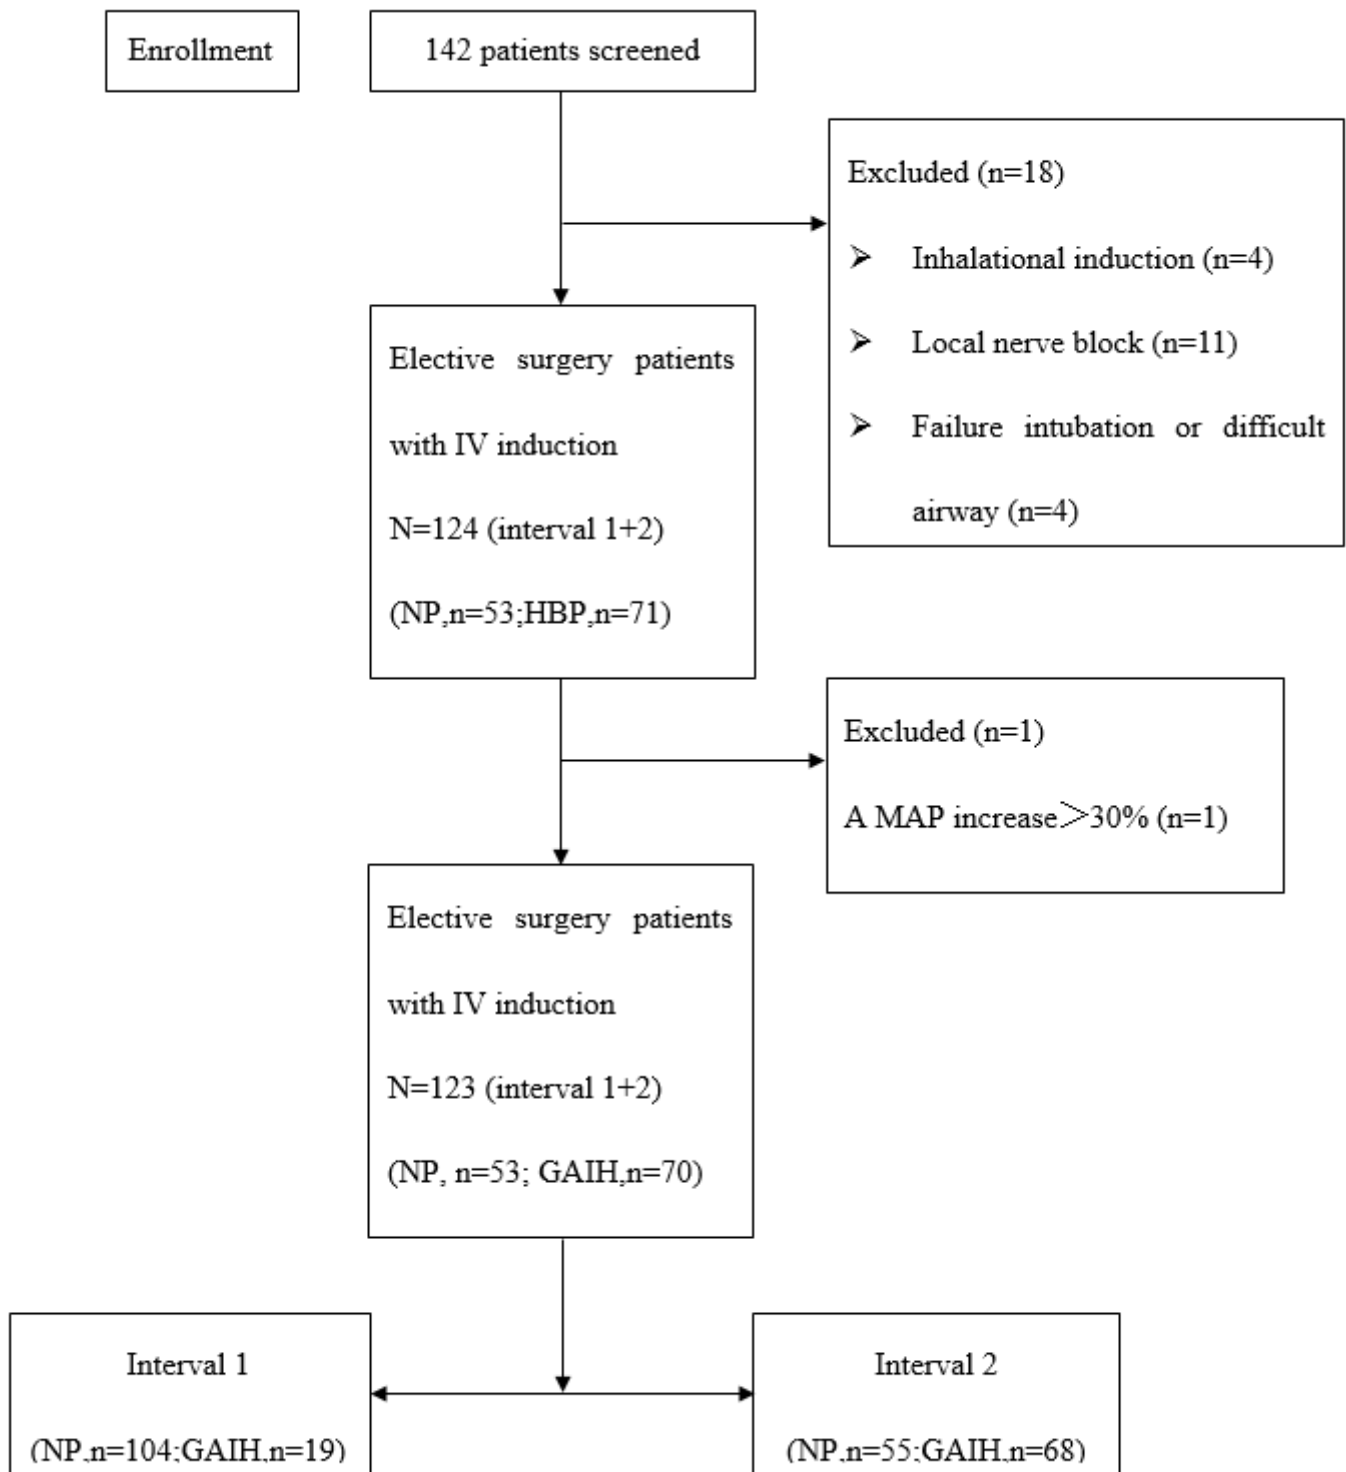 Enrollment
142 patients screened
Excluded (n=18)
➢ Inhalational induction (n=4)
➢ Local nerve block (n=11)
➢ Failure intubation or difficult
airway (n=4)
Elective surgery patients
with IV induction
N=124 (interval 1+2)
(NP,n=53;HBP,n=71)
Excluded (n=1)
A MAP increase＞30% (n=1)
Elective surgery patients
with IV induction
N=123 (interval 1+2)
(NP, n=53; GAIH,n=70)
Interval 1
(NP,n=104;GAIH,n=19)
Interval 2
(NP,n=55;GAIH,n=68)